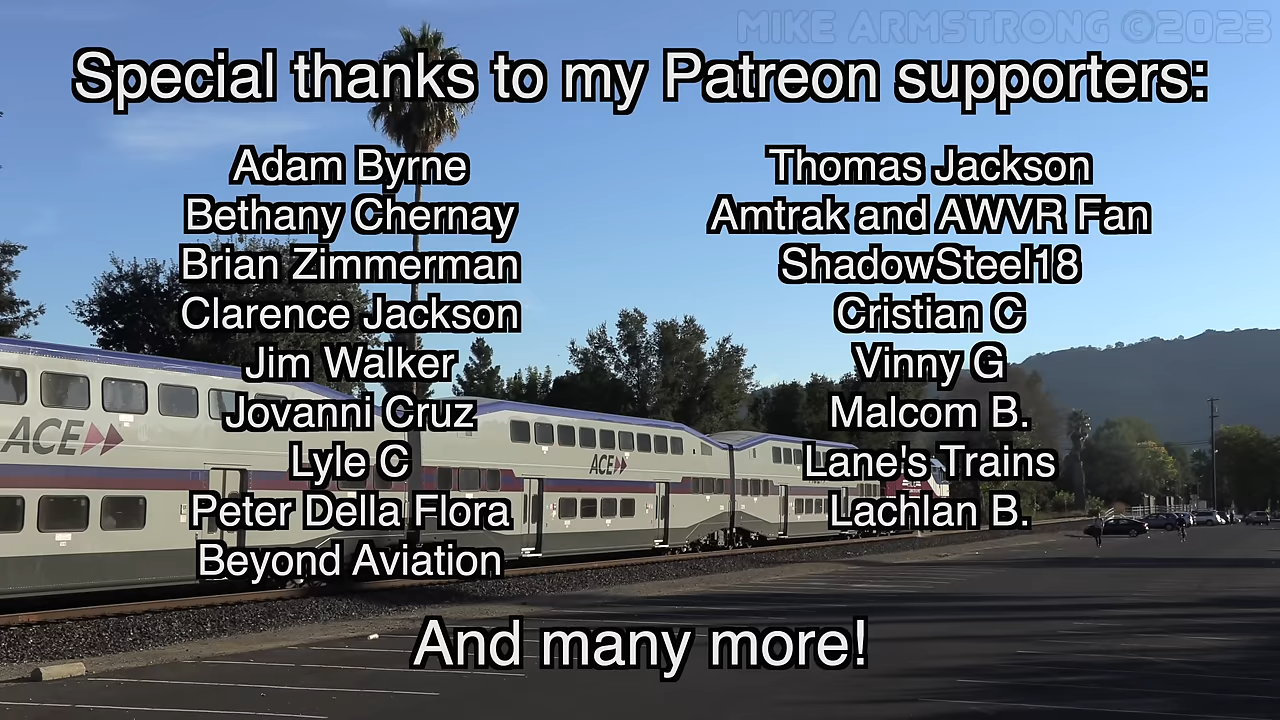 MIKE ARMSTRONG ©2023
Special thanks to my Patreon supporters:
Adam Byrne
Bethany Chernay
Brian Zimmerman
Clarence Jackson
Jim Walker
Jovanni Cruz
Lyle C
Peter Della Flora
Beyond Aviation
Thomas Jackson
Amtrak and AWVR Fan
ShadowSteel18
Cristian C
Vinny G
Malcom B.
Lane's Trains
Lachlan B.
And many more!
ACE
ACE